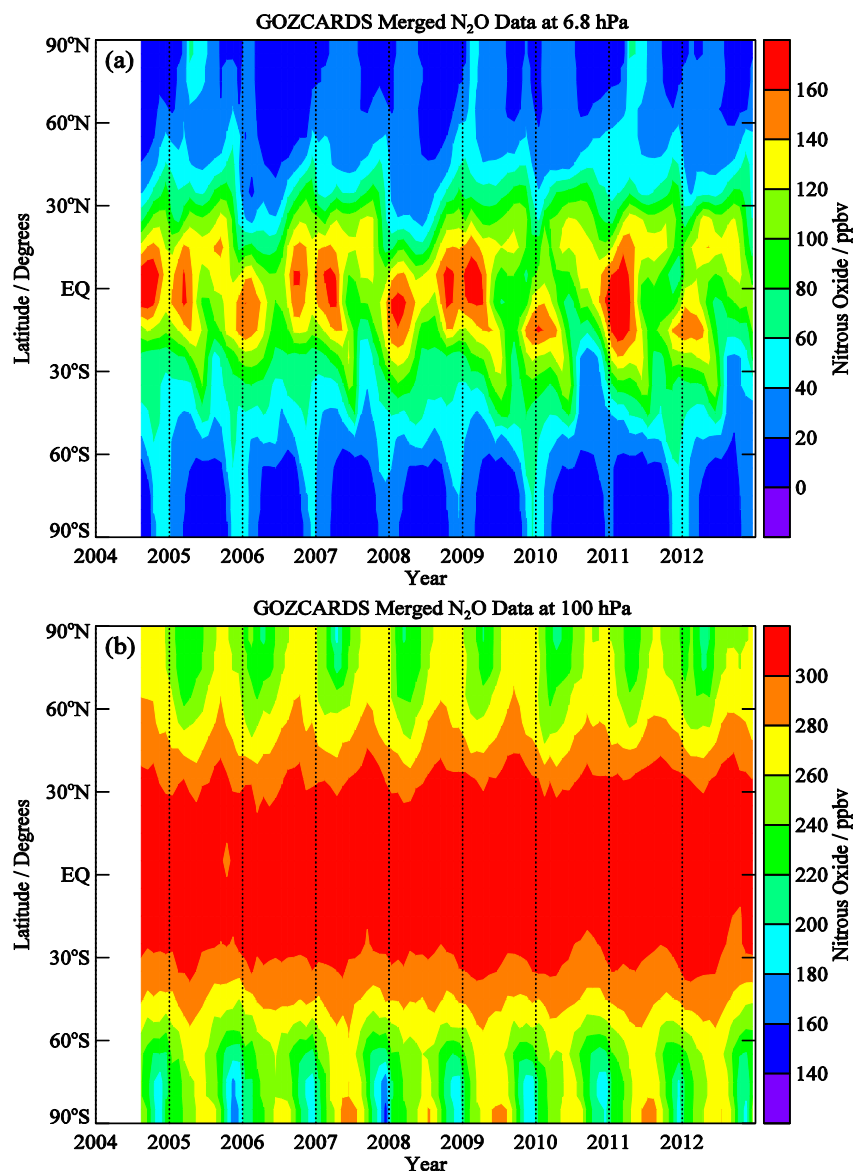 GOZCARDS Merged N₂O Data at 6.8 hPa
(a)
90°N
60°N
30°N
EQ
30°S
60°S
90°S
Latitude / Degrees
2004 2005 2006 2007 2008 2009 2010 2011 2012
Year
160
140
120
100
80
60
40
20
0
Nitrous Oxide / ppbv
GOZCARDS Merged N₂O Data at 100 hPa
(b)
90°N
60°N
30°N
EQ
30°S
60°S
90°S
Latitude / Degrees
2004 2005 2006 2007 2008 2009 2010 2011 2012
Year
300
280
260
240
220
200
180
160
140
Nitrous Oxide / ppbv